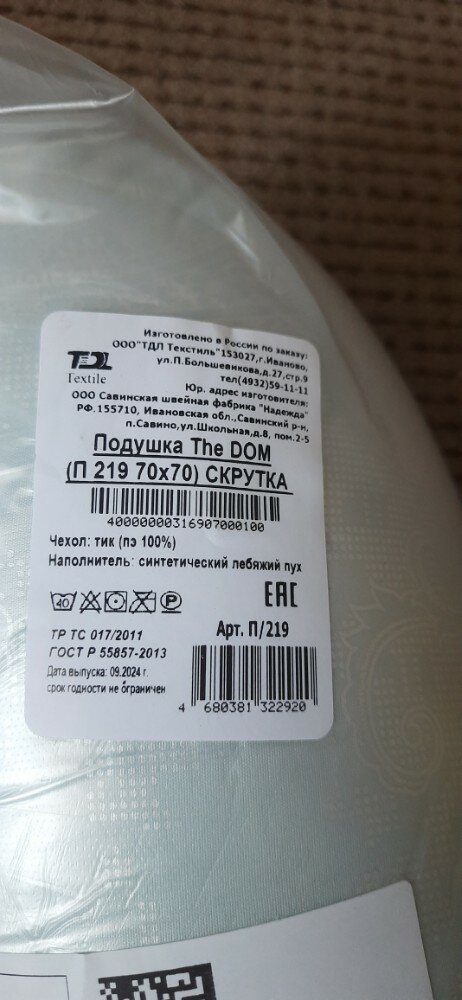 TDL
Textile
Изготовлено в России по заказу:
ООО"ТДЛ Текстиль"153027,г.Иваново,
ул.П.Большевикова,д.27,стр.9
тел(4932)59-11-11
Юр. адрес изготовителя:
ООО Савинская швейная фабрика "Надежда"
РФ.155710, Ивановская обл.,Савинский р-н,
п.Савино,ул.Школьная,д.8, пом.2-5
Подушка The DOM
(П 219 70x70) СКРУТКА
40000000316907000100
Чехол: тик (пэ 100%)
Наполнитель: синтетический лебяжий пух
40
P
EAC
ТР ТС 017/2011
ГОСТ Р 55857-2013
Арт. П/219
Дата выпуска: 09.2024 г.
срок годности не ограничен
4 680381 322920